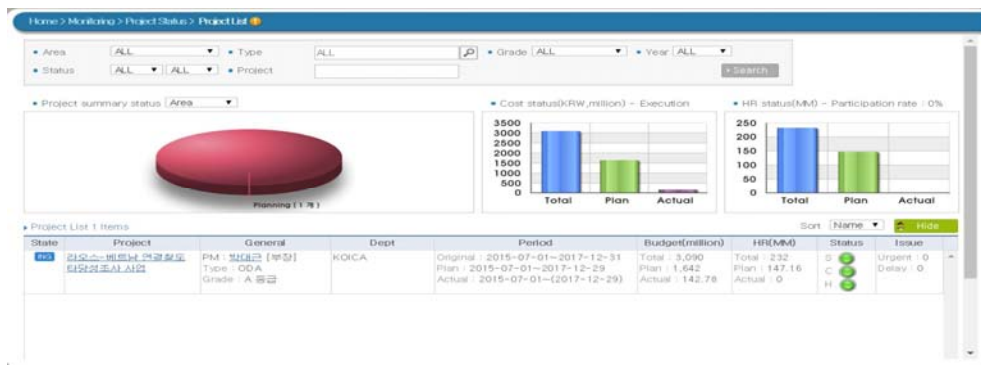 Home > Monitoring > Project Status > Project List
Area ALL Type ALL Grade ALL Year ALL
Status ALL ALL Project Search
Project summary status Area
Cost status(KRW,million) - Execution
HR status(MM) - Participation rate : 0%
Planning ( 1 개 )
3500
3000
2500
2000
1500
1000
500
0
Total Plan Actual
250
200
150
100
50
0
Total Plan Actual
Project List 1 Items
Sort Name Hide
State Project General Dept Period Budget(million) HR(MM) Status Issue
ING 라오스-베트남 연결철도 PM : 방대근 [부장] KOICA Original : 2015-07-01~2017-12-31 Total : 3,090 Total : 232 S Urgent : 0
타당성조사 사업 Type : ODA Plan : 2015-07-01~2017-12-29 Plan : 1,642 Plan : 147.16 C Delay : 0
Grade : A 등급 Actual : 2015-07-01~(2017-12-29) Actual : 142.78 Actual : 0 H